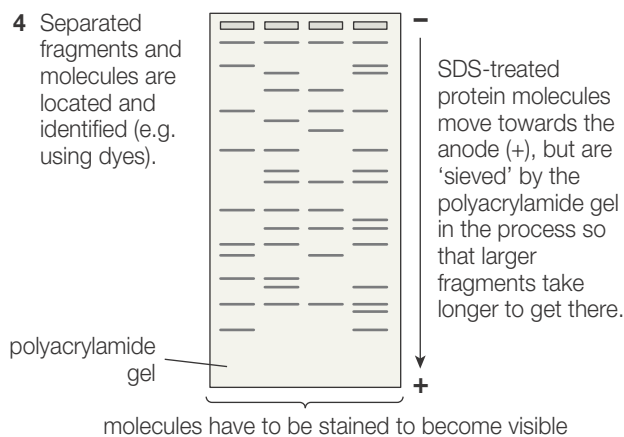 4 Separated
fragments and
molecules are
located and
identified (e.g.
using dyes).
–
SDS-treated
protein molecules
move towards the
anode (+), but are
‘sieved’ by the
polyacrylamide gel
in the process so
that larger
fragments take
longer to get there.
polyacrylamide
gel
+
molecules have to be stained to become visible